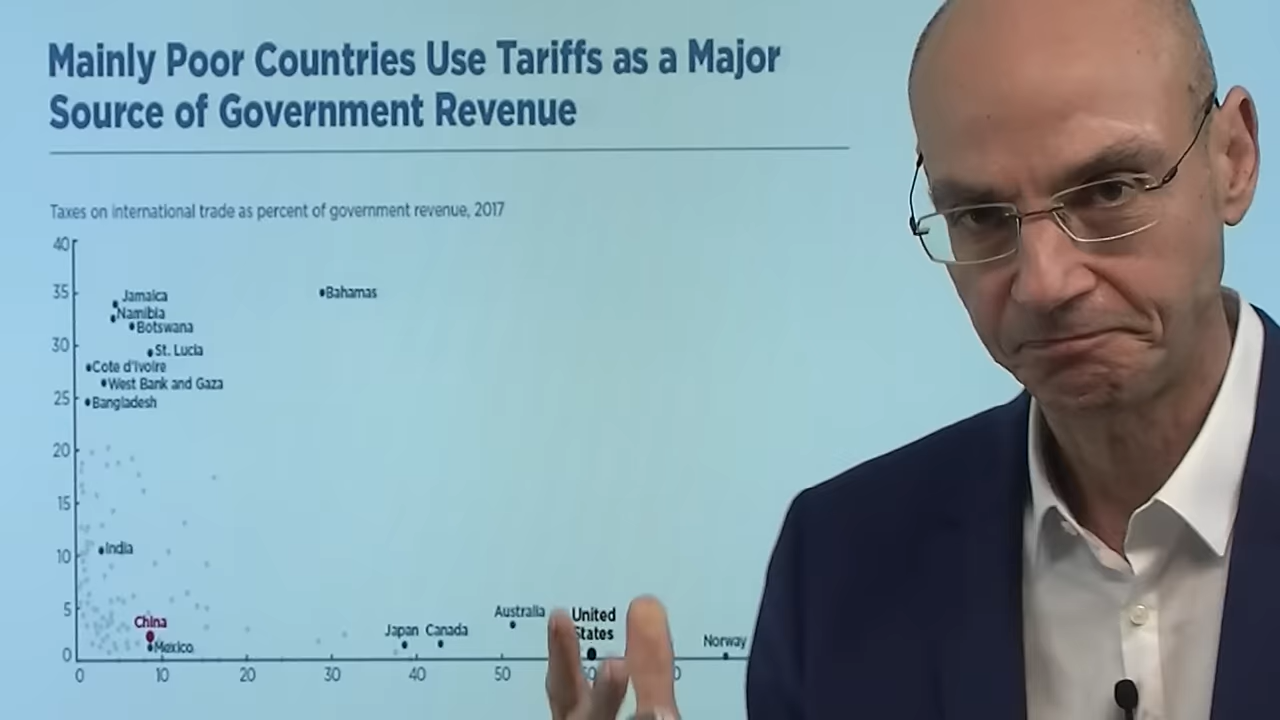 Mainly Poor Countries Use Tariffs as a Major
Source of Government Revenue
Taxes on international trade as percent of government revenue, 2017
40
35
30
25
20
15
10
5
0
Jamaica
Namibia
Botswana
Bahamas
St. Lucia
Cote d'Ivoire
West Bank and Gaza
Bangladesh
India
China
Mexico
Japan
Canada
Australia
United
States
Norway
0
10
20
30
40
50